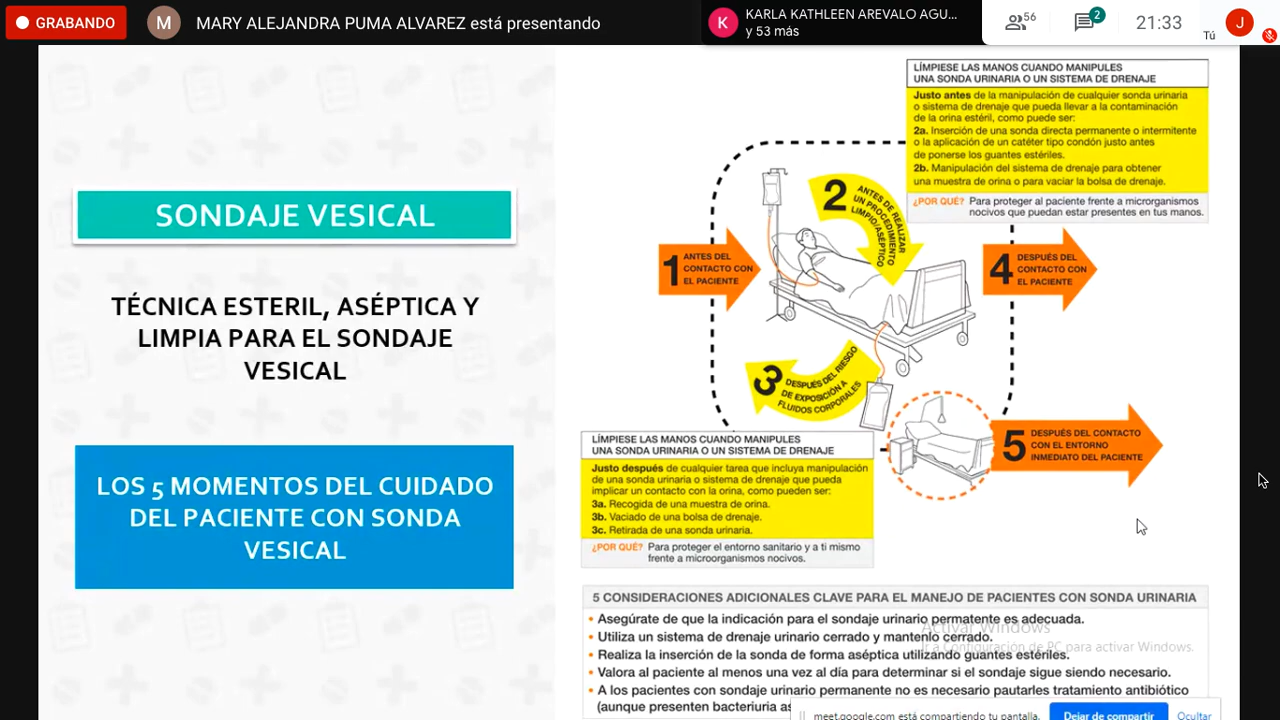 GRABANDO
M
MARY ALEJANDRA PUMA ALVAREZ está presentando
K
KARLA KATHLEEN AREVALO AGU...
y 53 más
56
2
21:33
Tú
J
SONDAJE VESICAL
TÉCNICA ESTERIL, ASÉPTICA Y
LIMPIA PARA EL SONDAJE
VESICAL
LOS 5 MOMENTOS DEL CUIDADO
DEL PACIENTE CON SONDA
VESICAL
LÍMPIESE LAS MANOS CUANDO MANIPULES
UNA SONDA URINARIA O UN SISTEMA DE DRENAJE
Justo antes de la manipulación de cualquier sonda urinaria
o sistema de drenaje que pueda llevar a la contaminación
de la orina estéril, como puede ser:
2a. Inserción de una sonda directa permanente o intermitente
o la aplicación de un catéter tipo condón justo antes
de ponerse los guantes estériles.
2b. Manipulación del sistema de drenaje para obtener
una muestra de orina o para vaciar la bolsa de drenaje.
¿POR QUÉ? Para proteger al paciente frente a microrganismos
nocivos que puedan estar presentes en tus manos.
1
ANTES DEL
CONTACTO CON
EL PACIENTE
2
ANTES DE REALIZAR
UN PROCEDIMIENTO
LIMPIO/ASÉPTICO
4
DESPUÉS DEL
CONTACTO CON
EL PACIENTE
3
DESPUÉS DEL RIESGO
DE EXPOSICIÓN A
FLUIDOS CORPORALES
5
DESPUÉS DEL CONTACTO
CON EL ENTORNO
INMEDIATO DEL PACIENTE
LÍMPIESE LAS MANOS CUANDO MANIPULES
UNA SONDA URINARIA O UN SISTEMA DE DRENAJE
Justo después de cualquier tarea que incluya manipulación
de una sonda urinaria o sistema de drenaje que pueda
implicar un contacto con la orina, como pueden ser:
3a. Recogida de una muestra de orina.
3b. Vaciado de una bolsa de drenaje.
3c. Retirada de una sonda urinaria.
¿POR QUÉ? Para proteger el entorno sanitario y a ti mismo
frente a microorganismos nocivos.
5 CONSIDERACIONES ADICIONALES CLAVE PARA EL MANEJO DE PACIENTES CON SONDA URINARIA
• Asegúrate de que la indicación para el sondaje urinario permatente es adecuada.
• Utiliza un sistema de drenaje urinario cerrado y mantenlo cerrado.
• Realiza la inserción de la sonda de forma aséptica utilizando guantes estériles.
• Valora al paciente al menos una vez al día para determinar si el sondaje sigue siendo necesario.
• A los pacientes con sondaje urinario permanente no es necesario pautarles tratamiento antibiótico
(aunque presenten bacteriuria as
Activar Windows
Ir a Configuración de PC para activar Windows.
meet.google.com está compartiendo tu pantalla.
Dejar de compartir
Ocultar